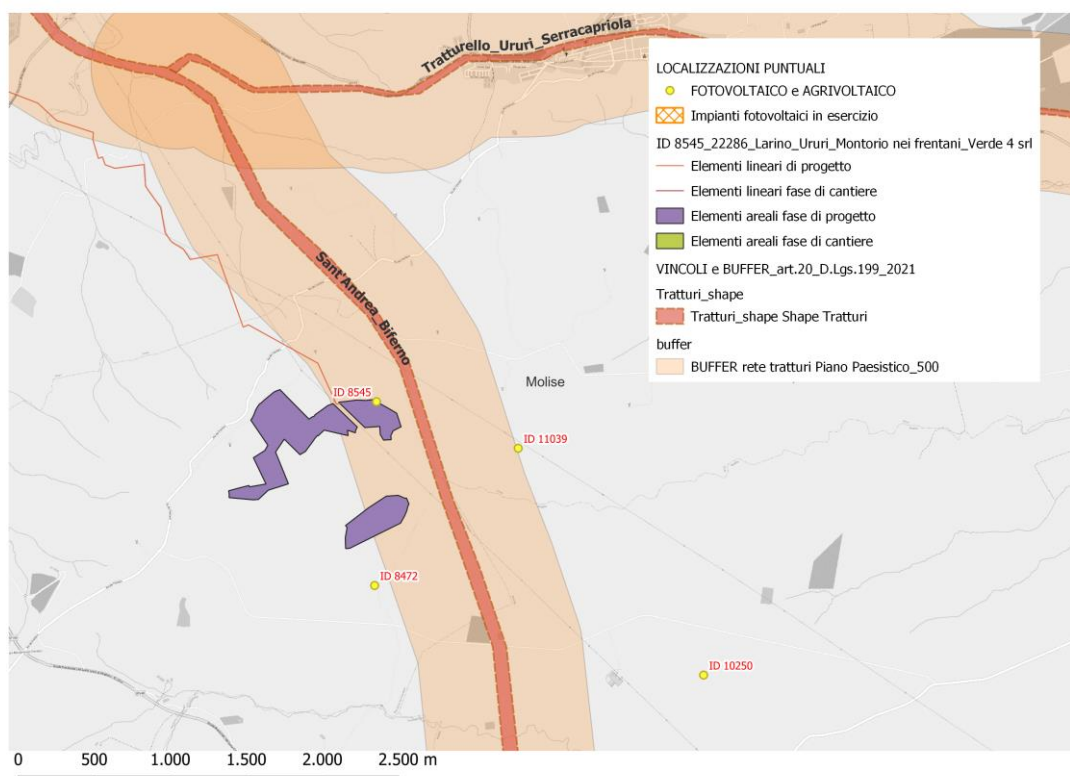 Tratturello_Ururi_Serracapriola
LOCALIZZAZIONI PUNTUALI
FOTOVOLTAICO e AGRIVOLTAICO
Impianti fotovoltaici in esercizio
ID 8545_22286_Larino_Ururi_Montorio nei frentani_Verde 4 srl
Elementi lineari di progetto
Elementi lineari fase di cantiere
Elementi areali fase di progetto
Elementi areali fase di cantiere
VINCOLI e BUFFER_art.20_D.Lgs.199_2021
Tratturi_shape
Tratturi_shape Shape Tratturi
buffer
BUFFER rete tratturi Piano Paesistico_500
Sant'Andrea_Biferno
Molise
ID 8545
ID 11039
ID 8472
ID 10250
0 500 1.000 1.500 2.000 2.500 m